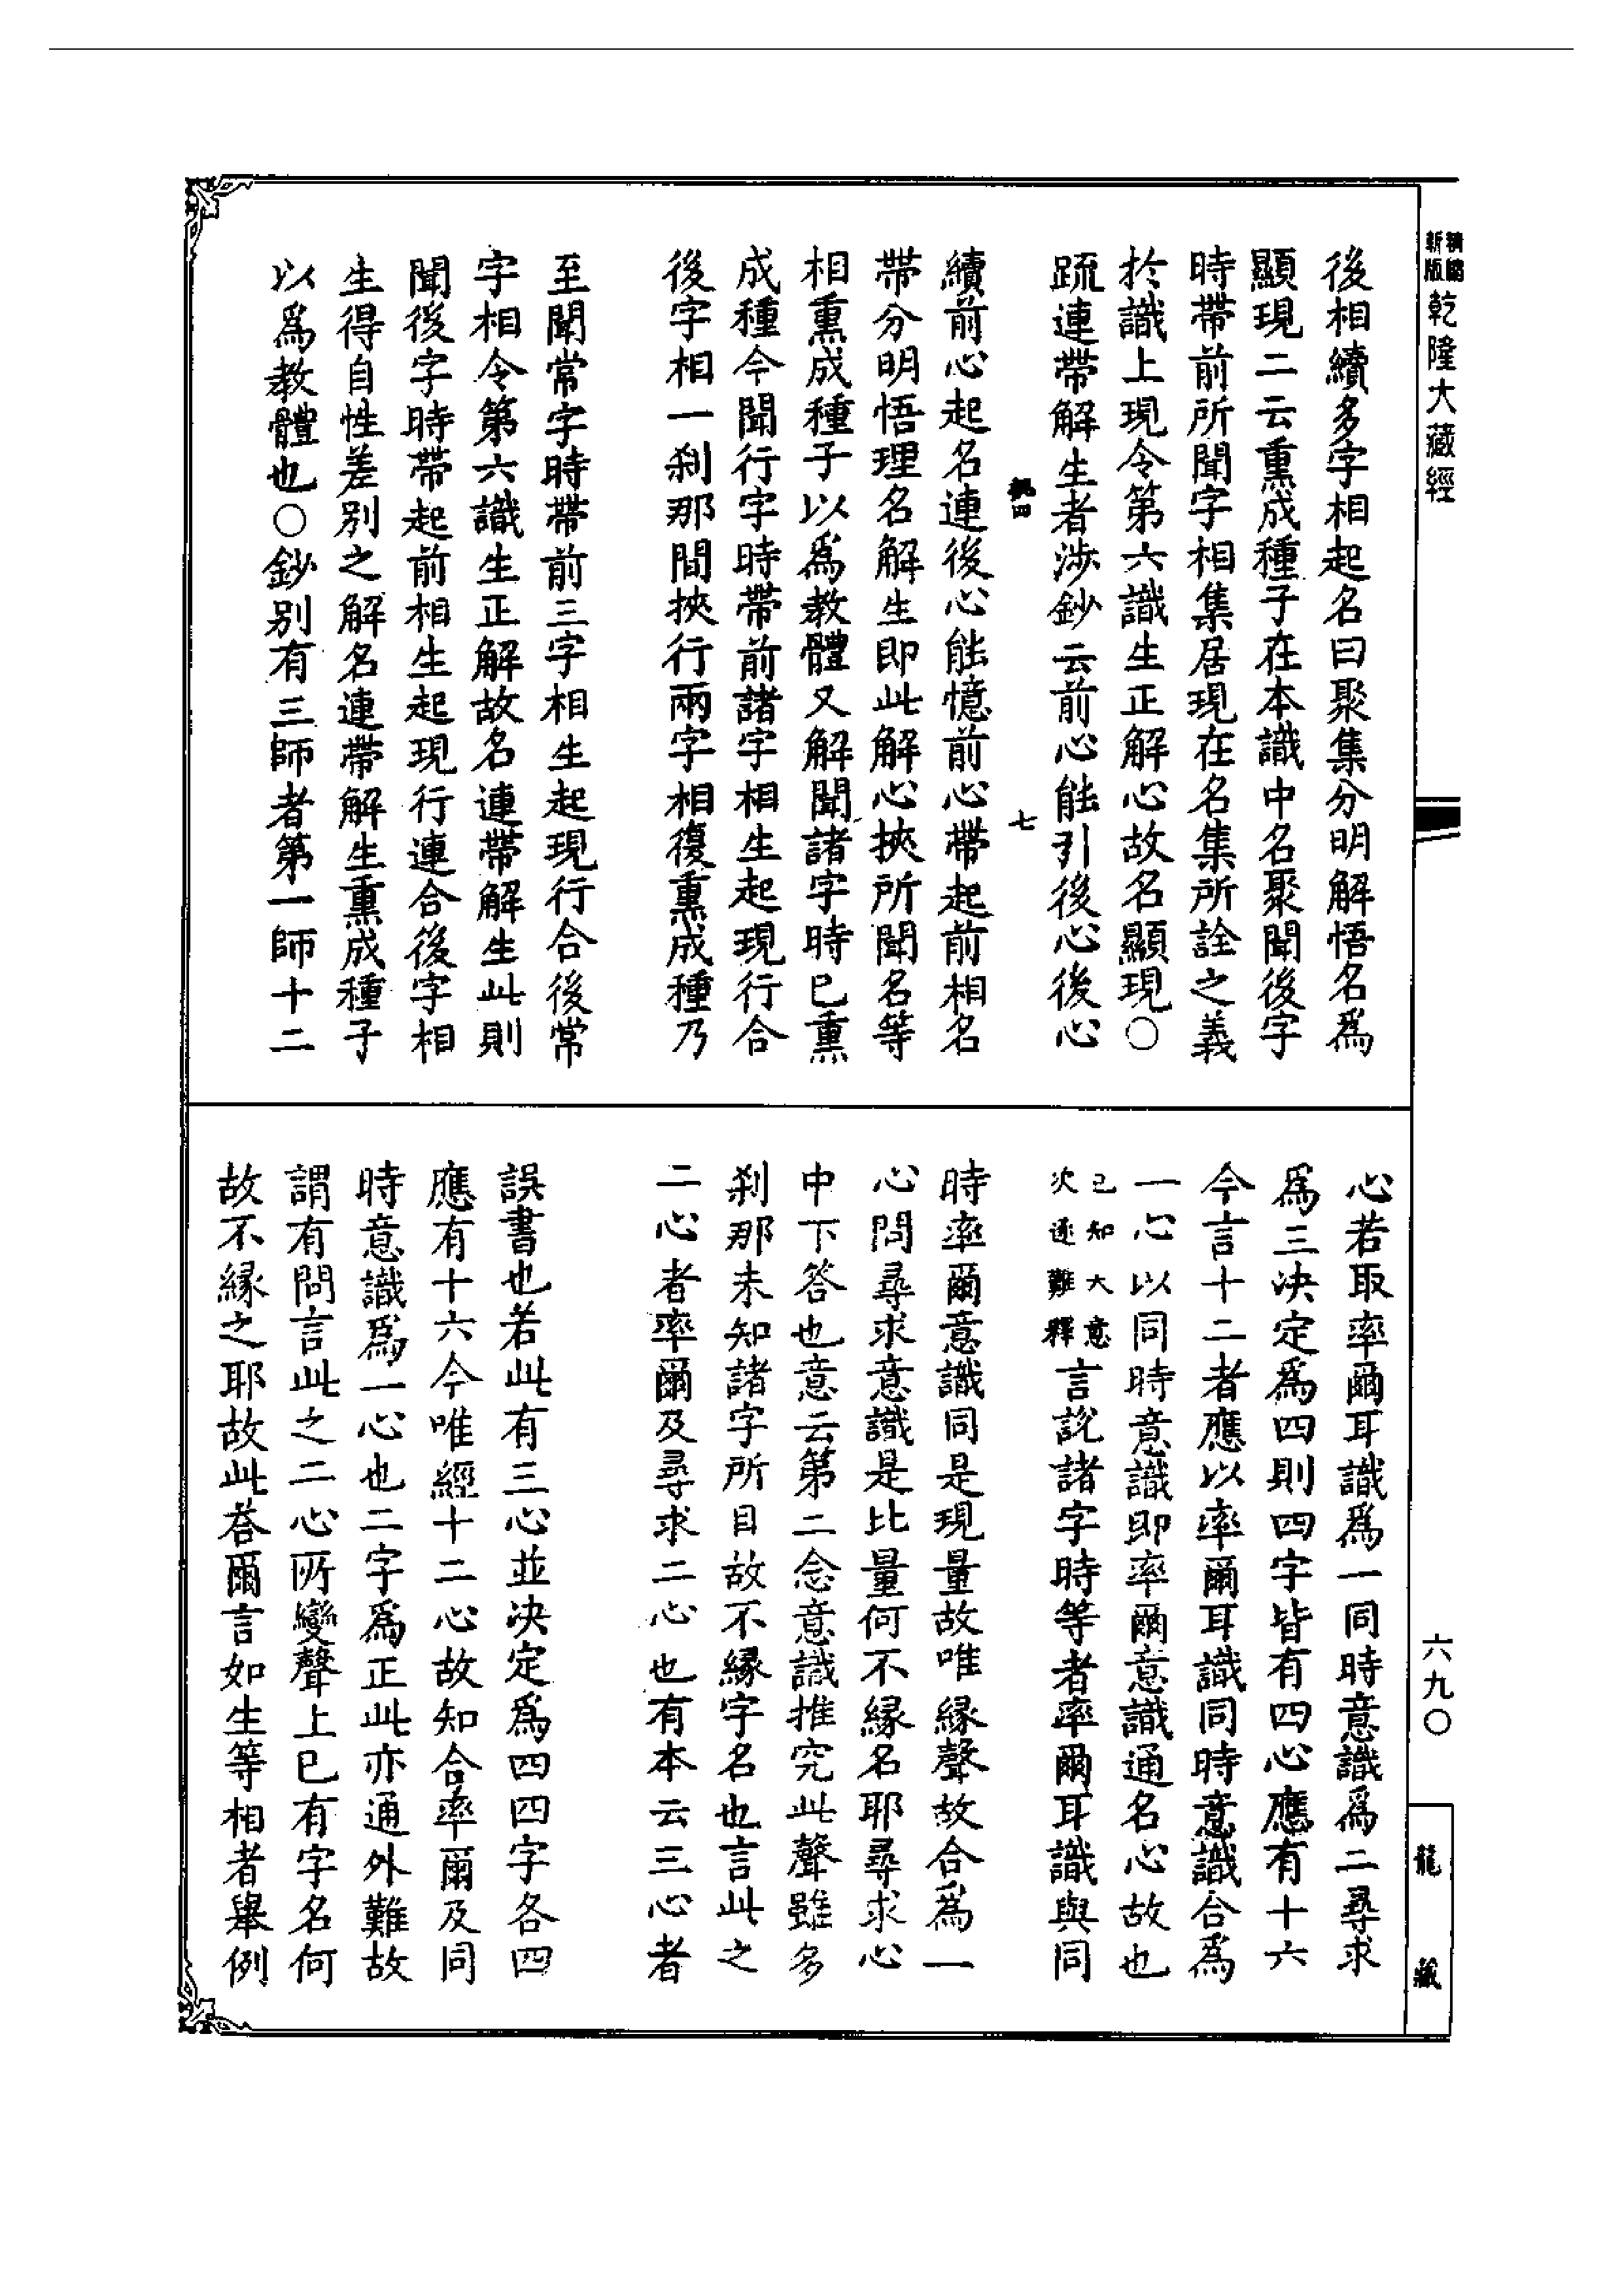 新版
精縮
乾隆大藏經
後相續多字相起名曰聚集分明解悟名爲
顯現二云熏成種子在本識中名聚聞後字
時帶前所聞字相集居現在名集所詮之義
於識上現令第六識生正解心故名顯現○
䟽連帶解生者涉鈔云前心能引後心後心
四
七
續前心起名連後心能憶前心帶起前相名
帶分明悟理名解生即此解心挾所聞名等
相熏成種子以爲教體又解聞諸字時已熏
成種今聞行字時帶前諸字相生起現行合
後字相一刹那間挾行兩字相復熏成種乃
至聞常字時帶前三字相生起現行合後常
字相令第六識生正解故名連帶解生此則
聞後字時帶起前相生起現行連合後字相
生得自性差別之解名連帶解生熏成種子
以爲教體也○鈔別有三師者第一師十二
心若取率爾耳識爲一同時意識爲二尋求
爲三決定爲四則四字皆有四心應有十六
今言十二者應以率爾耳識同時意識合爲
一心以同時意識即率爾意識通名心故也
已知大意
次逐難釋
言說諸字時等者率爾耳識與同
時率爾意識同是現量故唯緣聲故合爲一
心問尋求意識是比量何不緣名耶尋求心
中下答也意云第二念意識推究此聲雖多
刹那未知諸字所目故不緣字名也言此之
二心者率爾及尋求二心也有本云三心者
誤書也若此有三心並決定爲四四字各四
應有十六今唯經十二心故知合率爾及同
時意識爲一心也二字爲正此亦通外難故
謂有問言此之二心所變聲上已有字名何
故不緣之耶故此荅爾言如生等相者舉例
六九○
龍藏